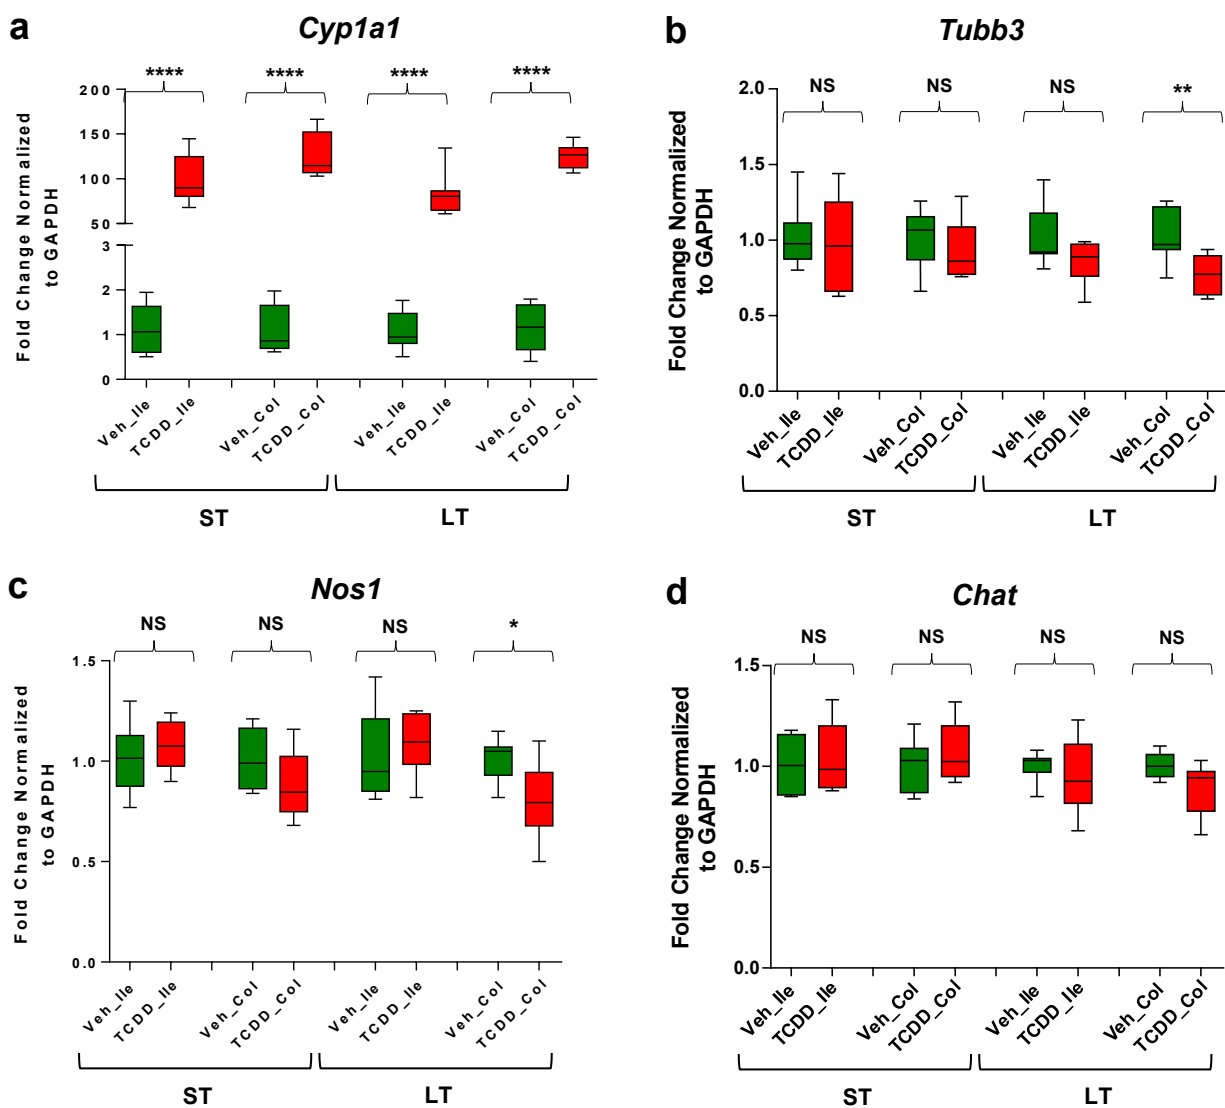 a
Cyp1a1
**** **** **** ****
Fold Change Normalized
to GAPDH
200
150
100
50
3
2
1
0
Veh_Ile TCDD_Ile Veh_Col TCDD_Col Veh_Ile TCDD_Ile Veh_Col TCDD_Col
ST LT
b
Tubb3
NS NS NS **
Fold Change Normalized
to GAPDH
2.0
1.5
1.0
0.5
0.0
Veh_Ile TCDD_Ile Veh_Col TCDD_Col Veh_Ile TCDD_Ile Veh_Col TCDD_Col
ST LT
c
Nos1
NS NS NS *
Fold Change Normalized
to GAPDH
1.5
1.0
0.5
0.0
Veh_Ile TCDD_Ile Veh_Col TCDD_Col Veh_Ile TCDD_Ile Veh_Col TCDD_Col
ST LT
d
Chat
NS NS NS NS
Fold Change Normalized
to GAPDH
1.5
1.0
0.5
0.0
Veh_Ile TCDD_Ile Veh_Col TCDD_Col Veh_Ile TCDD_Ile Veh_Col TCDD_Col
ST LT